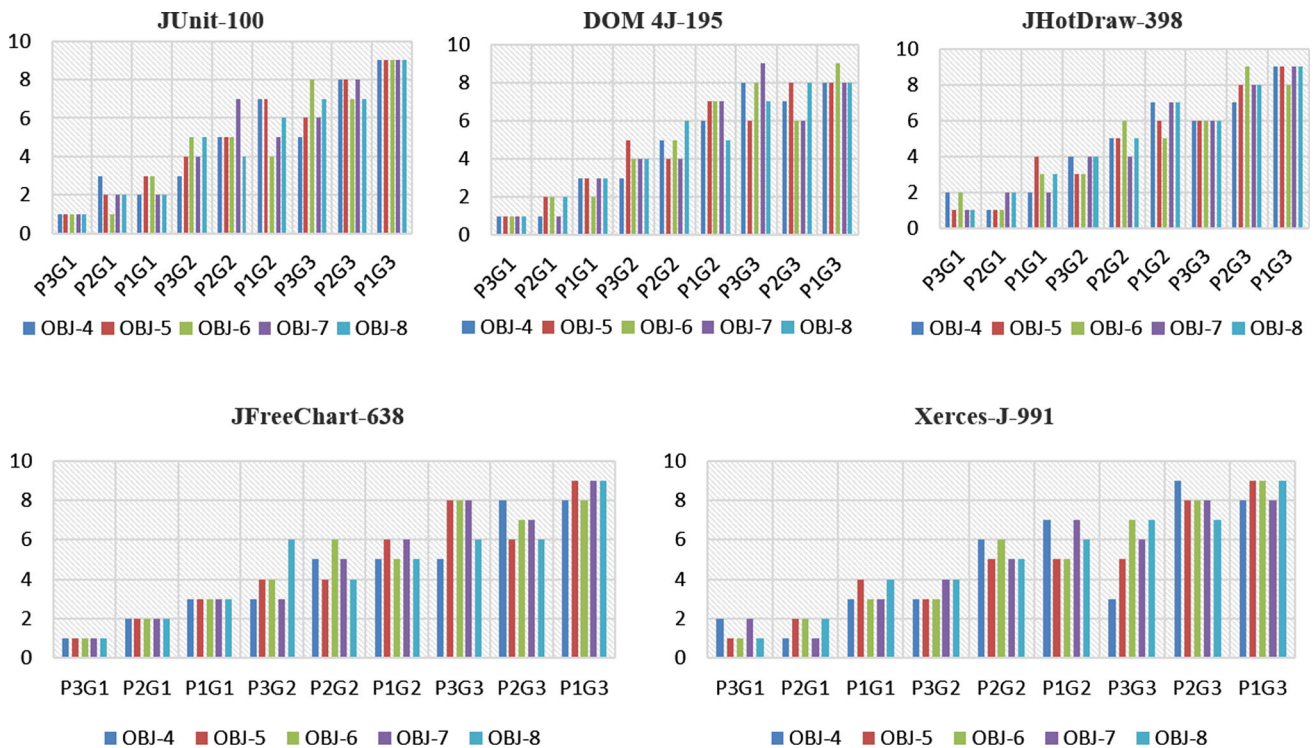 JUnit-100
10
8
6
4
2
0
P3G1 P2G1 P1G1 P3G2 P2G2 P1G2 P3G3 P2G3 P1G3
OBJ-4 OBJ-5 OBJ-6 OBJ-7 OBJ-8
DOM 4J-195
10
8
6
4
2
0
P3G1 P2G1 P1G1 P3G2 P2G2 P1G2 P3G3 P2G3 P1G3
OBJ-4 OBJ-5 OBJ-6 OBJ-7 OBJ-8
JHotDraw-398
10
8
6
4
2
0
P3G1 P2G1 P1G1 P3G2 P2G2 P1G2 P3G3 P2G3 P1G3
OBJ-4 OBJ-5 OBJ-6 OBJ-7 OBJ-8
JFreeChart-638
10
8
6
4
2
0
P3G1 P2G1 P1G1 P3G2 P2G2 P1G2 P3G3 P2G3 P1G3
OBJ-4 OBJ-5 OBJ-6 OBJ-7 OBJ-8
Xerces-J-991
10
8
6
4
2
0
P3G1 P2G1 P1G1 P3G2 P2G2 P1G2 P3G3 P2G3 P1G3
OBJ-4 OBJ-5 OBJ-6 OBJ-7 OBJ-8